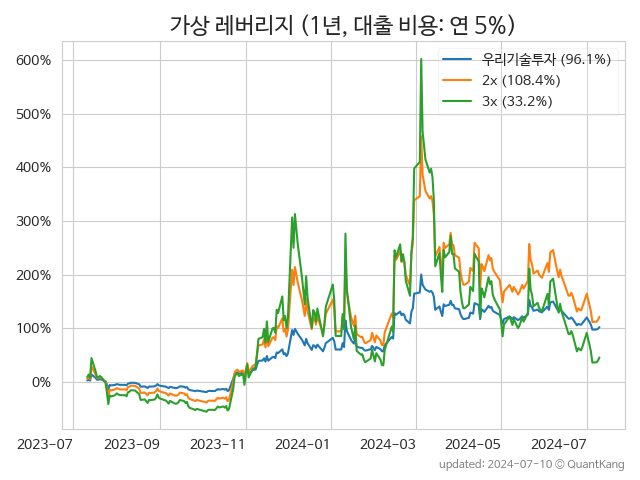 가상 레버리지 (1년, 대출 비용: 연 5%)
600%
500%
400%
300%
200%
100%
0%
우리기술투자 (96.1%)
2x (108.4%)
3x (33.2%)
2023-07
2023-09
2023-11
2024-01
2024-03
2024-05
2024-07
updated: 2024-07-10 © QuantKang